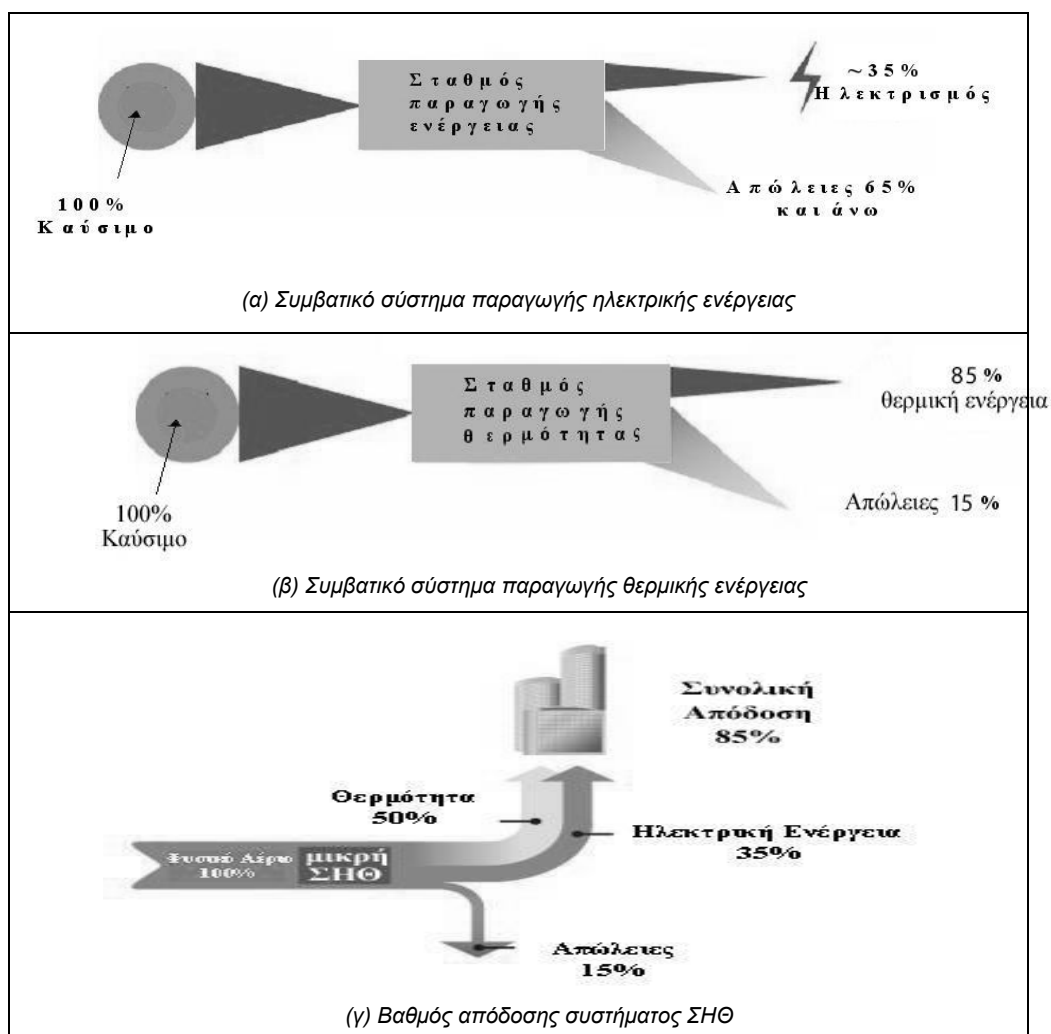 Σταθμός
παραγωγής
ενέργειας
~35%
Ηλεκτρισμός
Απώλειες 65%
και άνω
100%
Καύσιμο
(α) Συμβατικό σύστημα παραγωγής ηλεκτρικής ενέργειας
Σταθμός
παραγωγής
θερμότητας
85 %
θερμική ενέργεια
Απώλειες 15 %
100%
Καύσιμο
(β) Συμβατικό σύστημα παραγωγής θερμικής ενέργειας
Συνολική
Απόδοση
85%
Θερμότητα
50%
Ηλεκτρική Ενέργεια
35%
Φυσικό Αέριο
100%
μικρή
ΣΗΘ
Απώλειες
15%
(γ) Βαθμός απόδοσης συστήματος ΣΗΘ